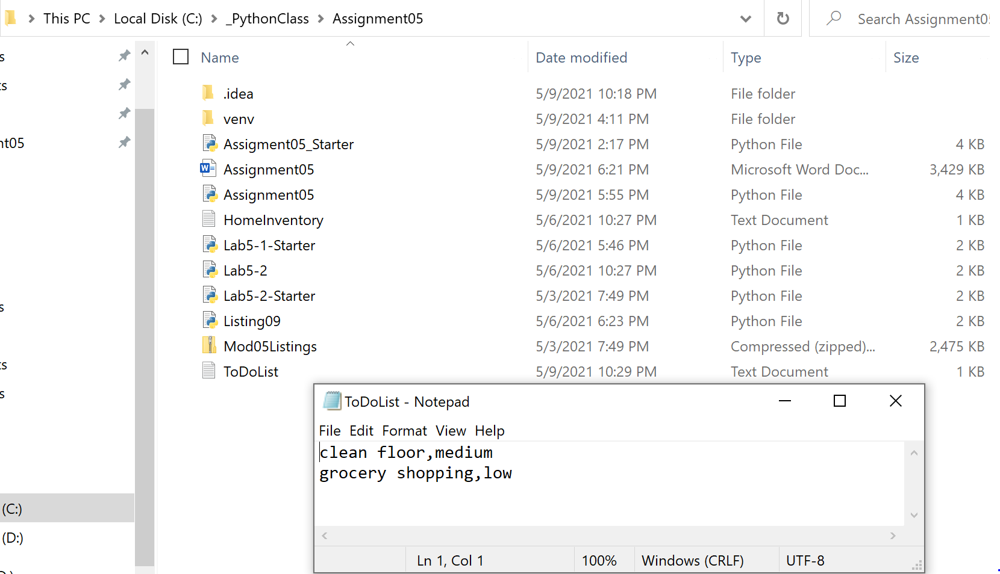 This PC > Local Disk (C:) > _PythonClass > Assignment05
Search Assignment05
Name Date modified Type Size
.idea 5/9/2021 10:18 PM File folder
venv 5/9/2021 4:11 PM File folder
Assigment05_Starter 5/9/2021 2:17 PM Python File 4 KB
Assignment05 5/9/2021 6:21 PM Microsoft Word Doc... 3,429 KB
Assignment05 5/9/2021 5:55 PM Python File 4 KB
HomeInventory 5/6/2021 10:27 PM Text Document 1 KB
Lab5-1-Starter 5/6/2021 5:46 PM Python File 2 KB
Lab5-2 5/6/2021 10:27 PM Python File 2 KB
Lab5-2-Starter 5/3/2021 7:49 PM Python File 2 KB
Listing09 5/6/2021 6:23 PM Python File 2 KB
Mod05Listings 5/3/2021 7:49 PM Compressed (zipped)... 2,475 KB
ToDoList 5/9/2021 10:29 PM Text Document 1 KB
s
ts
nt05
s
ts
s
(C:)
(D:)
ToDoList - Notepad
File Edit Format View Help
clean floor,medium
grocery shopping,low
Ln 1, Col 1 100% Windows (CRLF) UTF-8